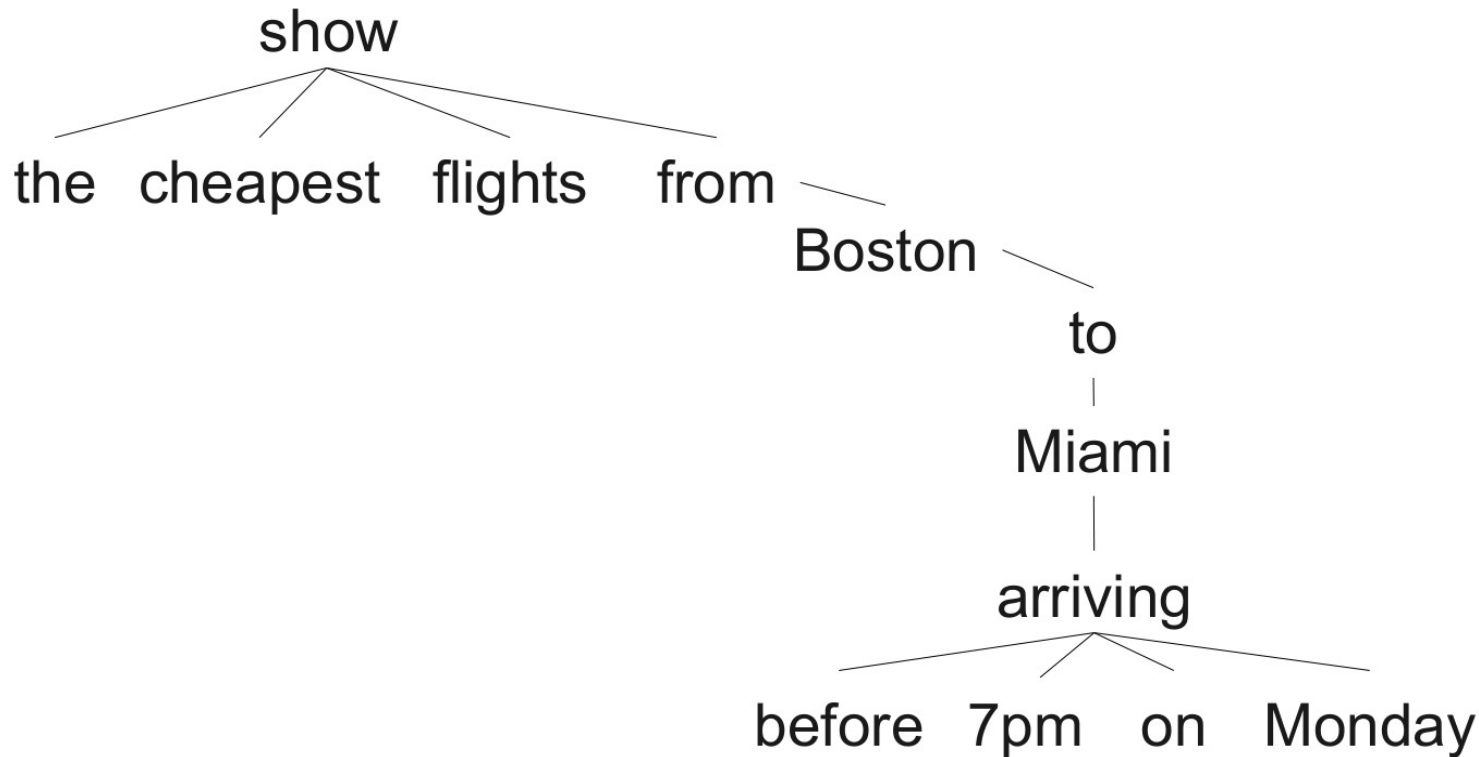 show
the cheapest flights from
Boston
to
Miami
arriving
before 7pm on Monday